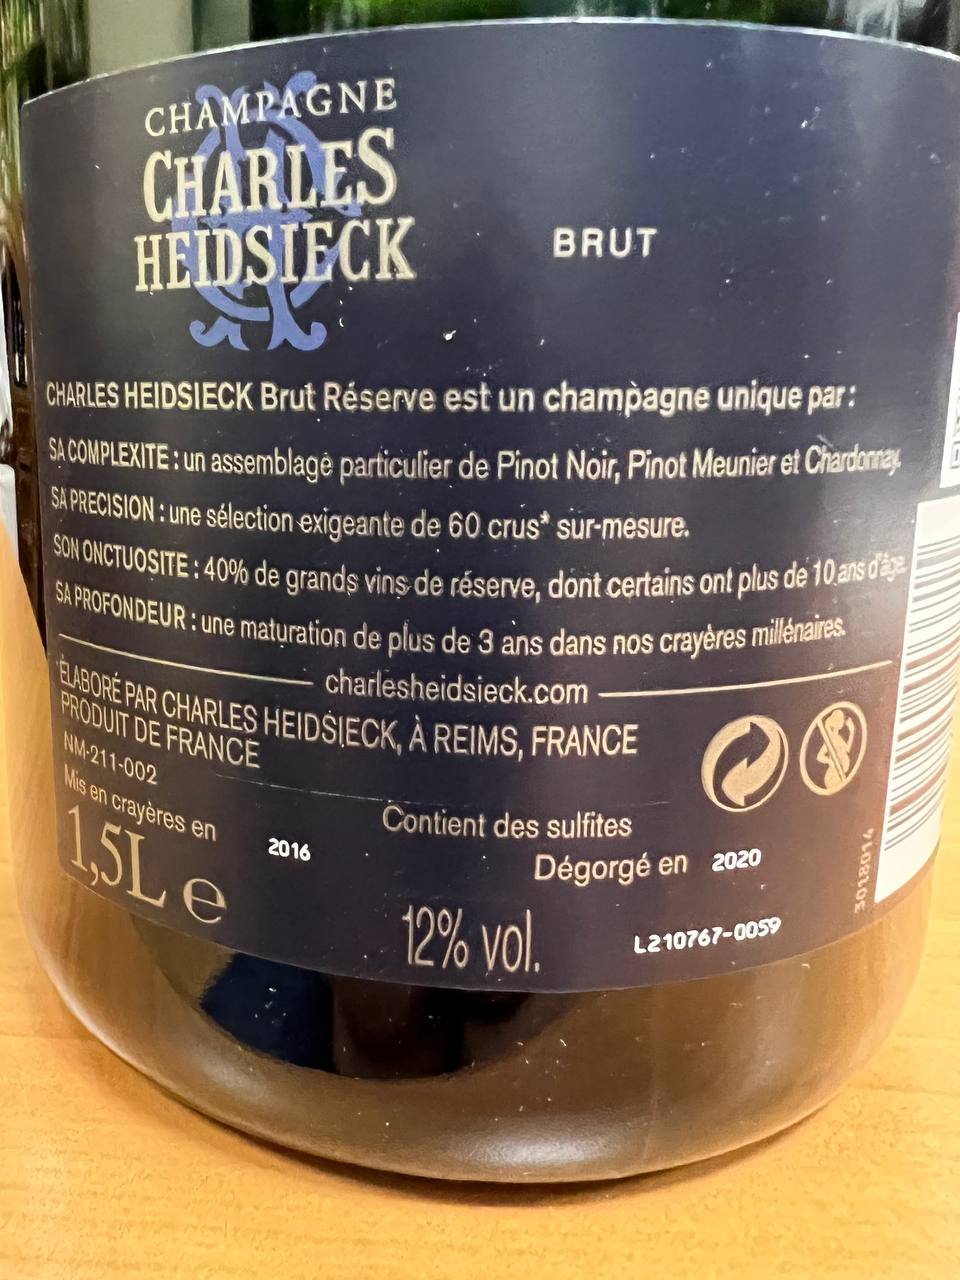 CHAMPAGNE
CHARLES
HEIDSIECK
BRUT
CHARLES HEIDSIECK Brut Réserve est un champagne unique par :
SA COMPLEXITE : un assemblage particulier de Pinot Noir, Pinot Meunier et Chardonnay.
SA PRECISION : une sélection exigeante de 60 crus* sur-mesure.
SON ONCTUOSITE : 40% de grands vins de réserve, dont certains ont plus de 10 ans d'âge.
SA PROFONDEUR : une maturation de plus de 3 ans dans nos crayères millénaires.
charlesheidsieck.com
ÉLABORÉ PAR CHARLES HEIDSIECK, À REIMS, FRANCE
PRODUIT DE FRANCE
NM-211-002
Mis en crayères en 2016
Contient des sulfites
Dégorgé en 2020
1,5L e
12% vol.
L210767-0059
3018014